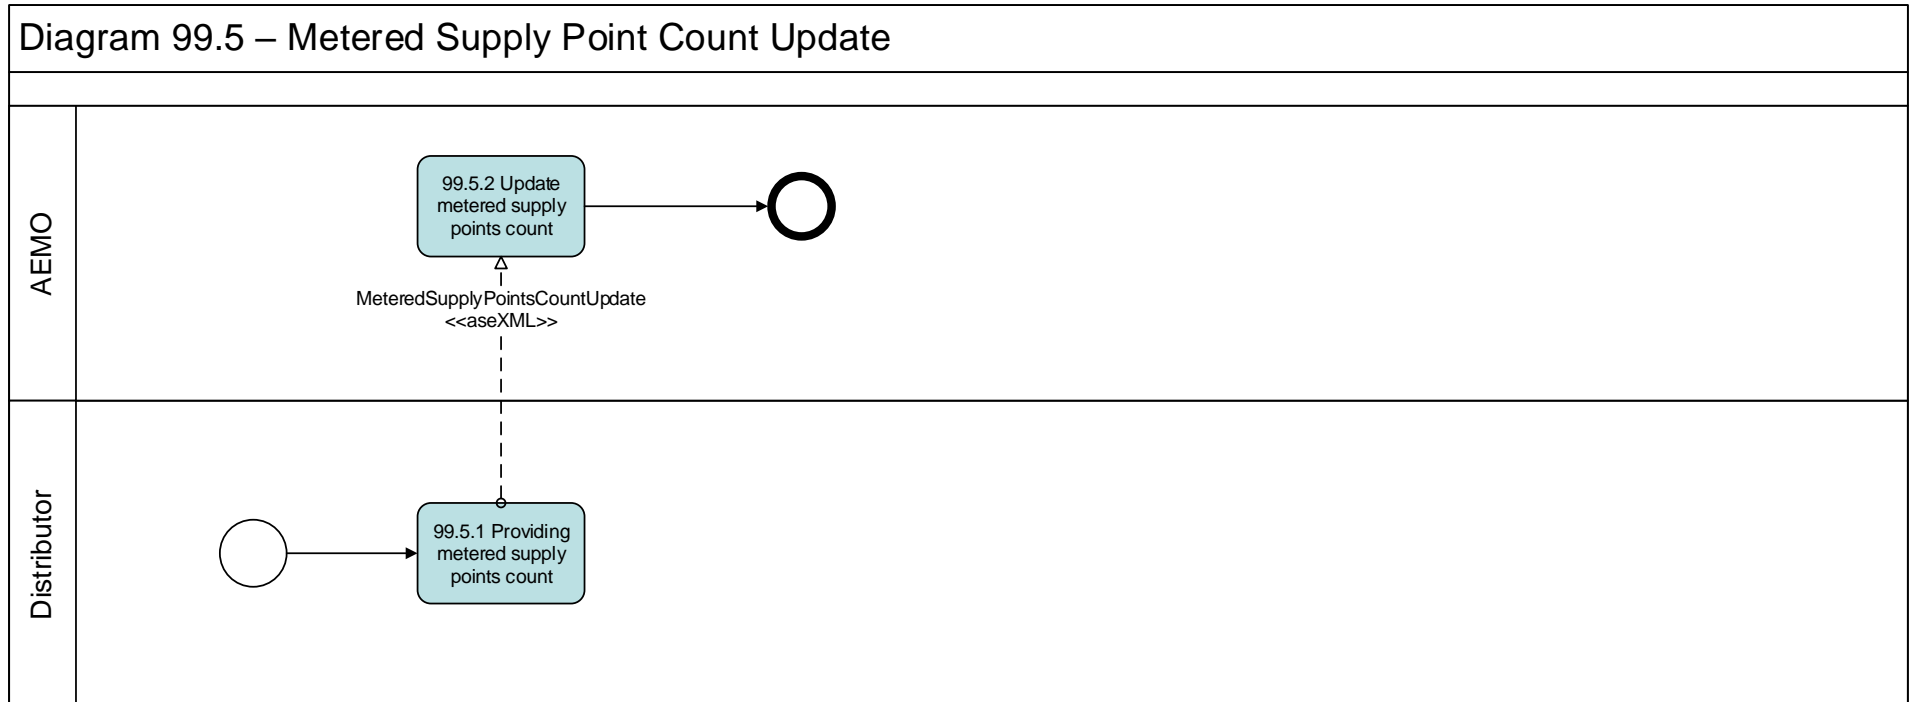 Diagram 99.5 – Metered Supply Point Count Update
AEMO
99.5.2 Update
metered supply
points count
MeteredSupplyPointsCountUpdate
<<aseXML>>
Distributor
99.5.1 Providing
metered supply
points count